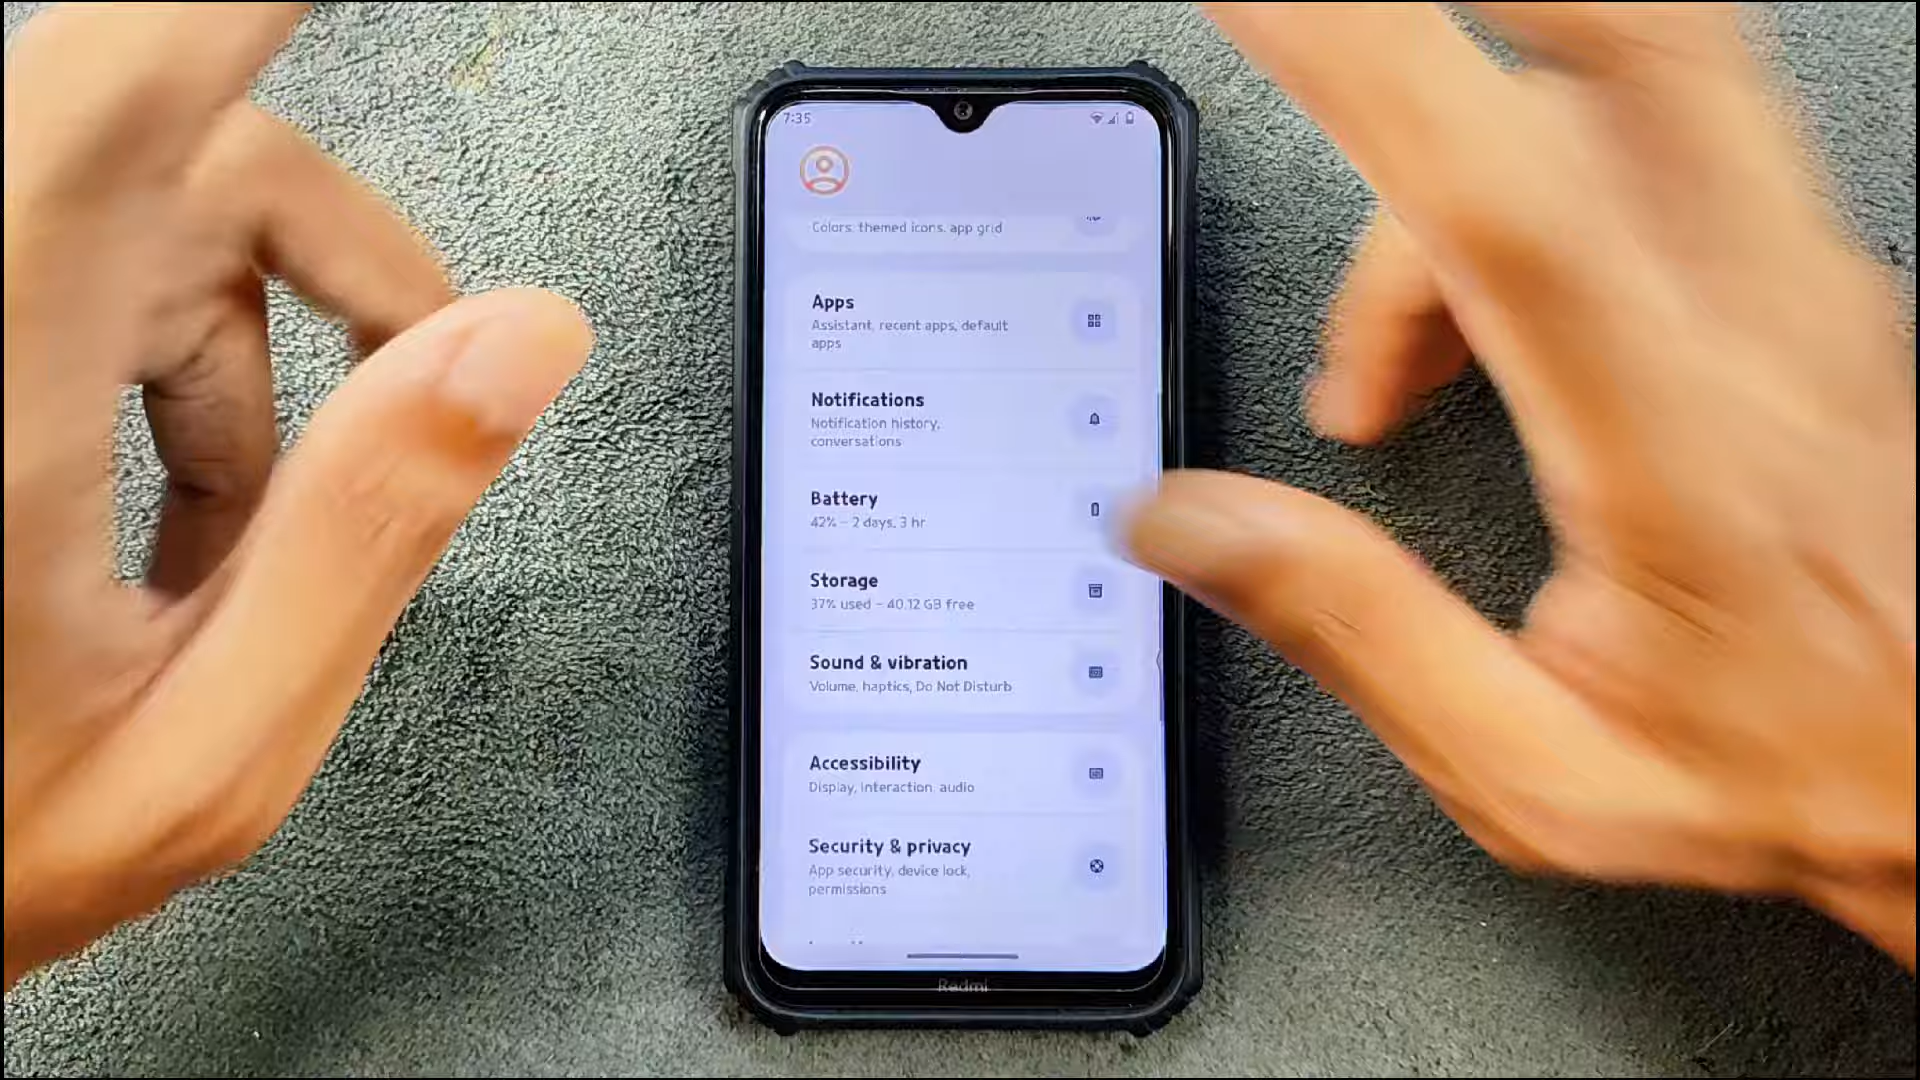 7:35
Colors, themed icons, app grid
Apps
Assistant, recent apps, default
apps
Notifications
Notification history,
conversations
Battery
42% – 2 days, 3 hr
Storage
37% used – 40.12 GB free
Sound & vibration
Volume, haptics, Do Not Disturb
Accessibility
Display, interaction, audio
Security & privacy
App security, device lock,
permissions
Redmi